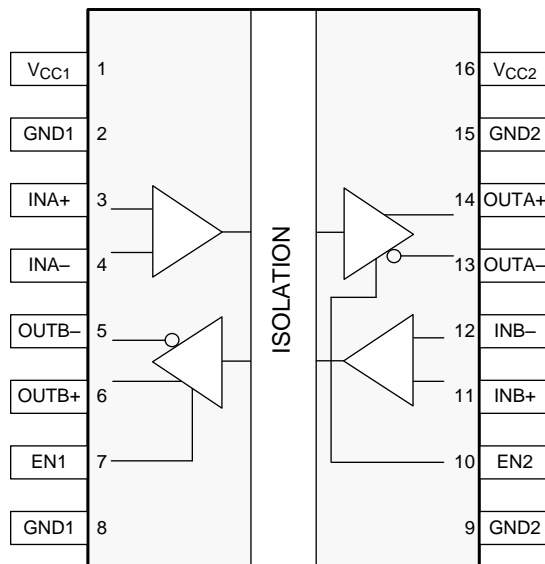 VCC1 1 16 VCC2
GND1 2 15 GND2
INA+ 3 14 OUTA+
INA– 4 13 OUTA–
ISOLATION
OUTB– 5 12 INB–
OUTB+ 6 11 INB+
EN1 7 10 EN2
GND1 8 9 GND2